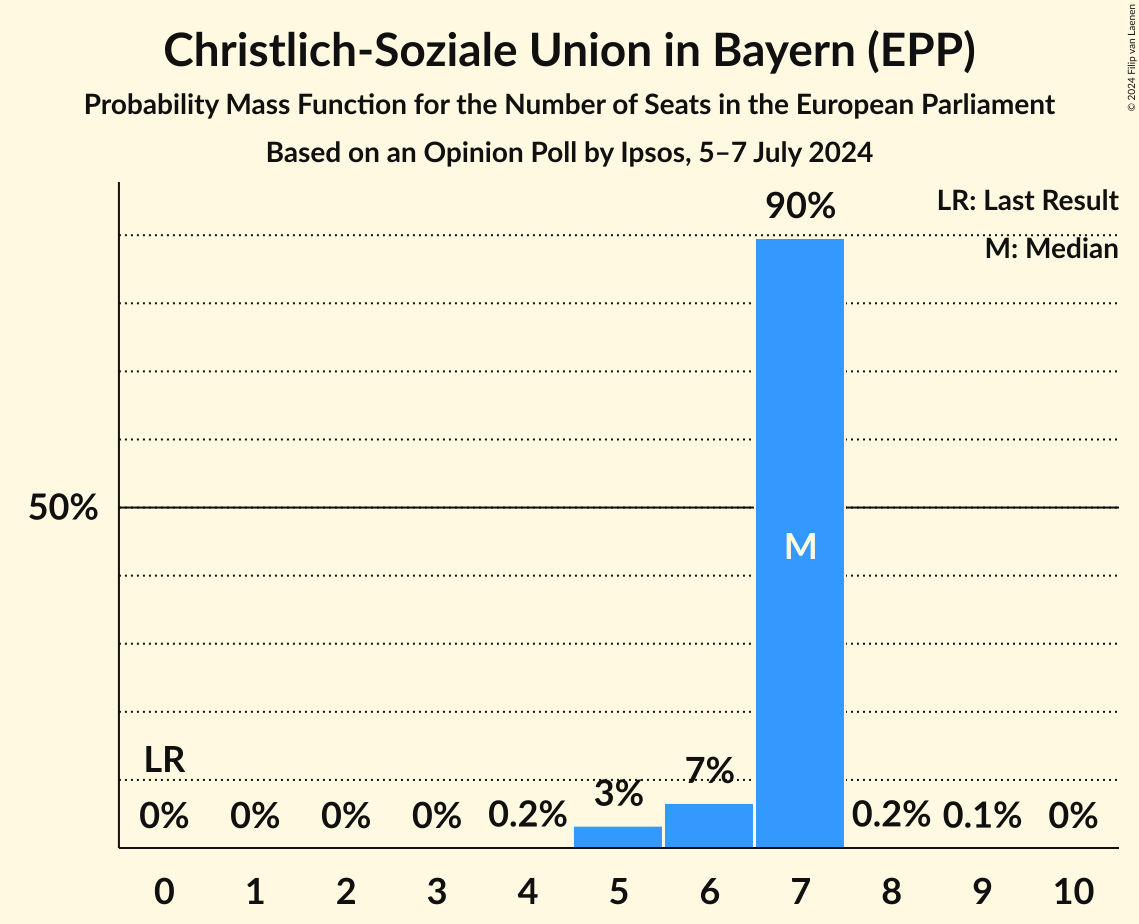 Christlich-Soziale Union in Bayern (EPP)
Probability Mass Function for the Number of Seats in the European Parliament
Based on an Opinion Poll by Ipsos, 5–7 July 2024
© 2024 Filip van Laenen
LR: Last Result
M: Median
90%
50%
M
LR
0% 0% 0% 0% 0.2% 3% 7% 0.2% 0.1% 0%
0 1 2 3 4 5 6 7 8 9 10